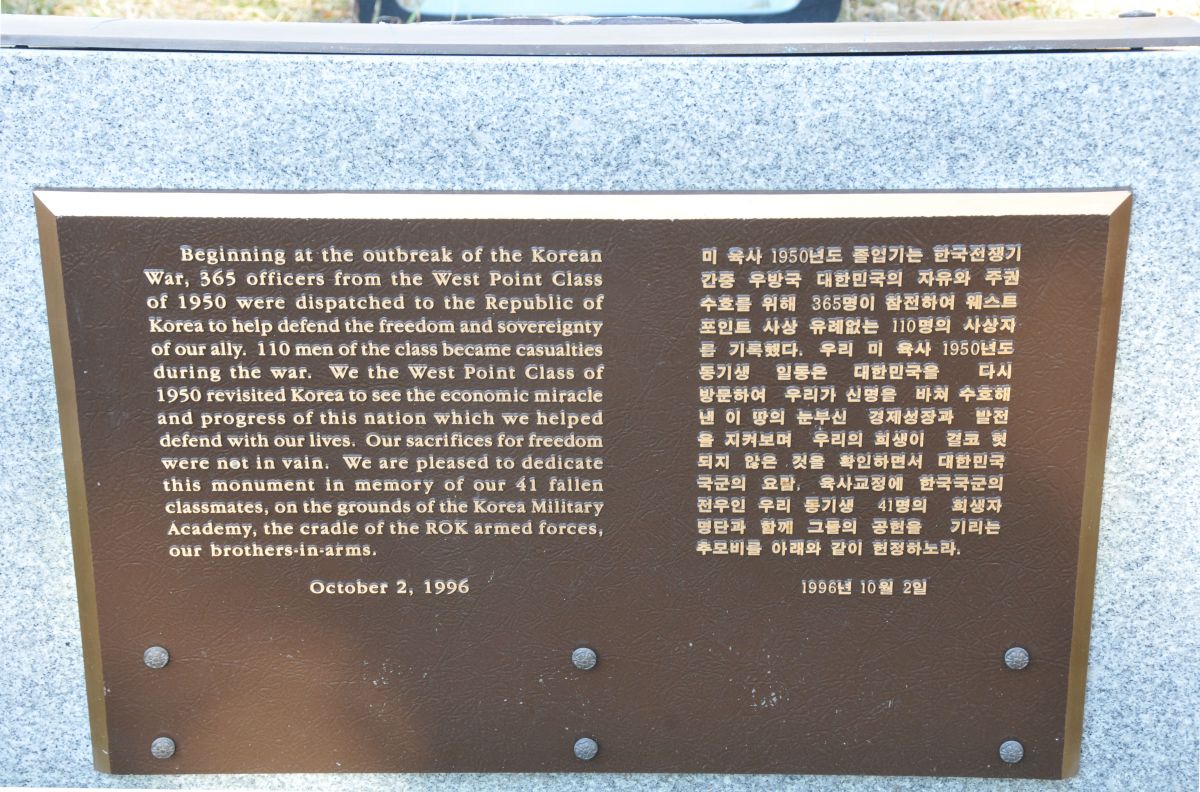 Beginning at the outbreak of the Korean
War, 365 officers from the West Point Class
of 1950 were dispatched to the Republic of
Korea to help defend the freedom and sovereignty
of our ally. 110 men of the class became casualties
during the war. We the West Point Class of
1950 revisited Korea to see the economic miracle
and progress of this nation which we helped
defend with our lives. Our sacrifices for freedom
were not in vain. We are pleased to dedicate
this monument in memory of our 41 fallen
classmates, on the grounds of the Korea Military
Academy, the cradle of the ROK armed forces,
our brothers-in-arms.
October 2, 1996
미 육사 1950년도 졸업기는 한국전쟁기
간중 우방국 대한민국의 자유와 주권
수호를 위해 365명이 참전하여 웨스트
포인트 사상 유례없는 110명의 사상자
를 기록했다. 우리 미 육사 1950년도
동기생 일동은 대한민국을 다시
방문하여 우리가 신명을 바쳐 수호해
낸 이 땅의 눈부신 경제성장과 발전
을 지켜보며 우리의 희생이 결코 헛
되지 않은 것을 확인하면서 대한민국
국군의 요람, 육사교정에 한국국군의
전우인 우리 동기생 41명의 희생자
명단과 함께 그들의 공헌을 기리는
추모비를 아래와 같이 헌정하노라.
1996년 10월 2일